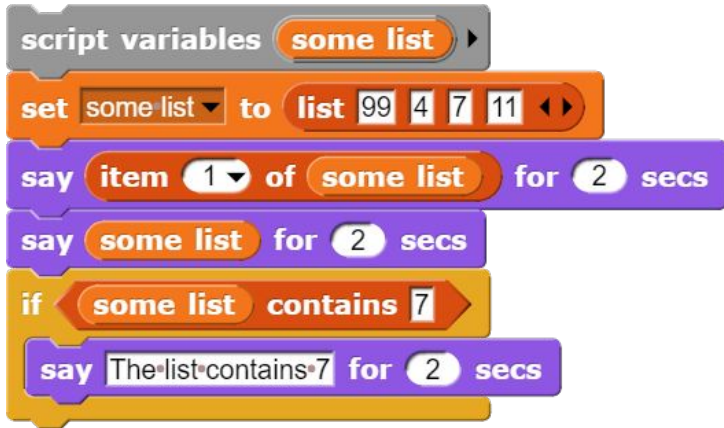 script variables some list
set some list to list 99 4 7 11
say item 1 of some list for 2 secs
say some list for 2 secs
if some list contains 7
say The list contains 7 for 2 secs